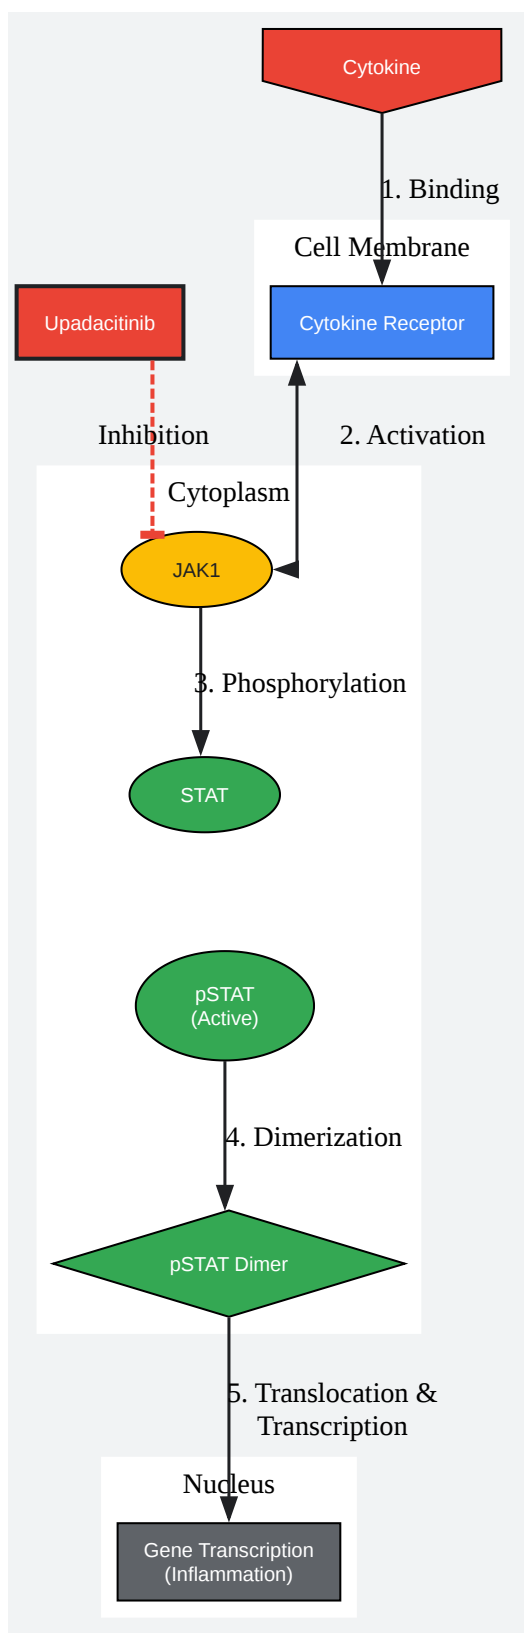 Cytokine
1. Binding
Cell Membrane
Upadacitinib
Cytokine Receptor
Inhibition
2. Activation
Cytoplasm
JAK1
3. Phosphorylation
STAT
pSTAT
(Active)
4. Dimerization
pSTAT Dimer
5. Translocation &
Transcription
Nucleus
Gene Transcription
(Inflammation)